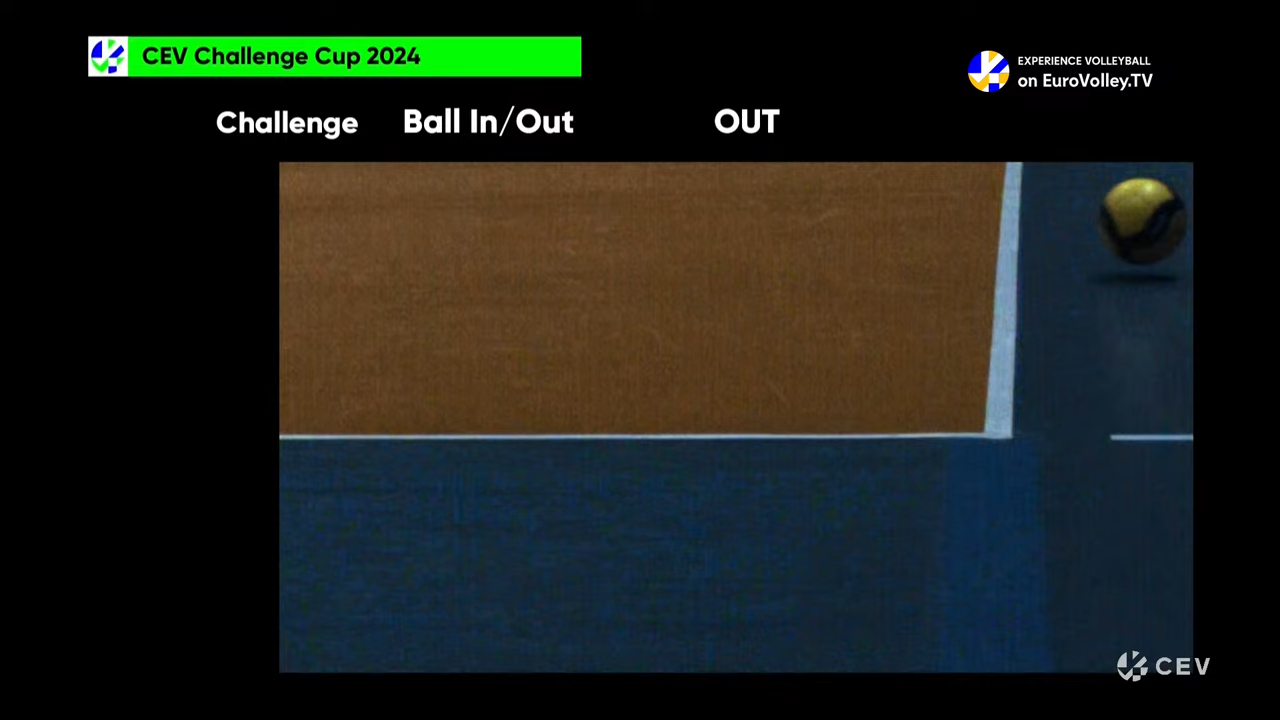 CEV Challenge Cup 2024
EXPERIENCE VOLLEYBALL
on EuroVolley.TV
Challenge Ball In/Out OUT
CEV